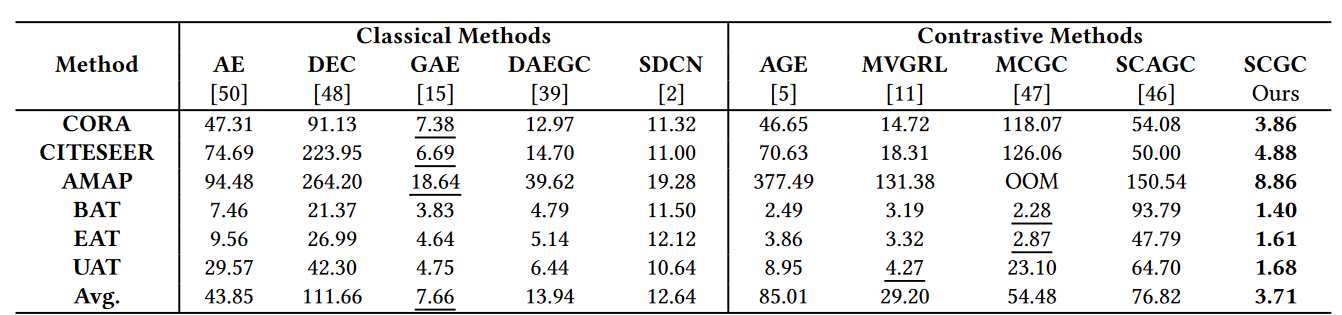 Classical Methods Contrastive Methods
Method AE DEC GAE DAEGC SDCN AGE MVGRL MCGC SCAGC SCGC
[50] [48] [15] [39] [2] [5] [11] [47] [46] Ours
CORA 47.31 91.13 7.38 12.97 11.32 46.65 14.72 118.07 54.08 3.86
CITESEER 74.69 223.95 6.69 14.70 11.00 70.63 18.31 126.06 50.00 4.88
AMAP 94.48 264.20 18.64 39.62 19.28 377.49 131.38 OOM 150.54 8.86
BAT 7.46 21.37 3.83 4.79 11.50 2.49 3.19 2.28 93.79 1.40
EAT 9.56 26.99 4.64 5.14 12.12 3.86 3.32 2.87 47.79 1.61
UAT 29.57 42.30 4.75 6.44 10.64 8.95 4.27 23.10 64.70 1.68
Avg. 43.85 111.66 7.66 13.94 12.64 85.01 29.20 54.48 76.82 3.71